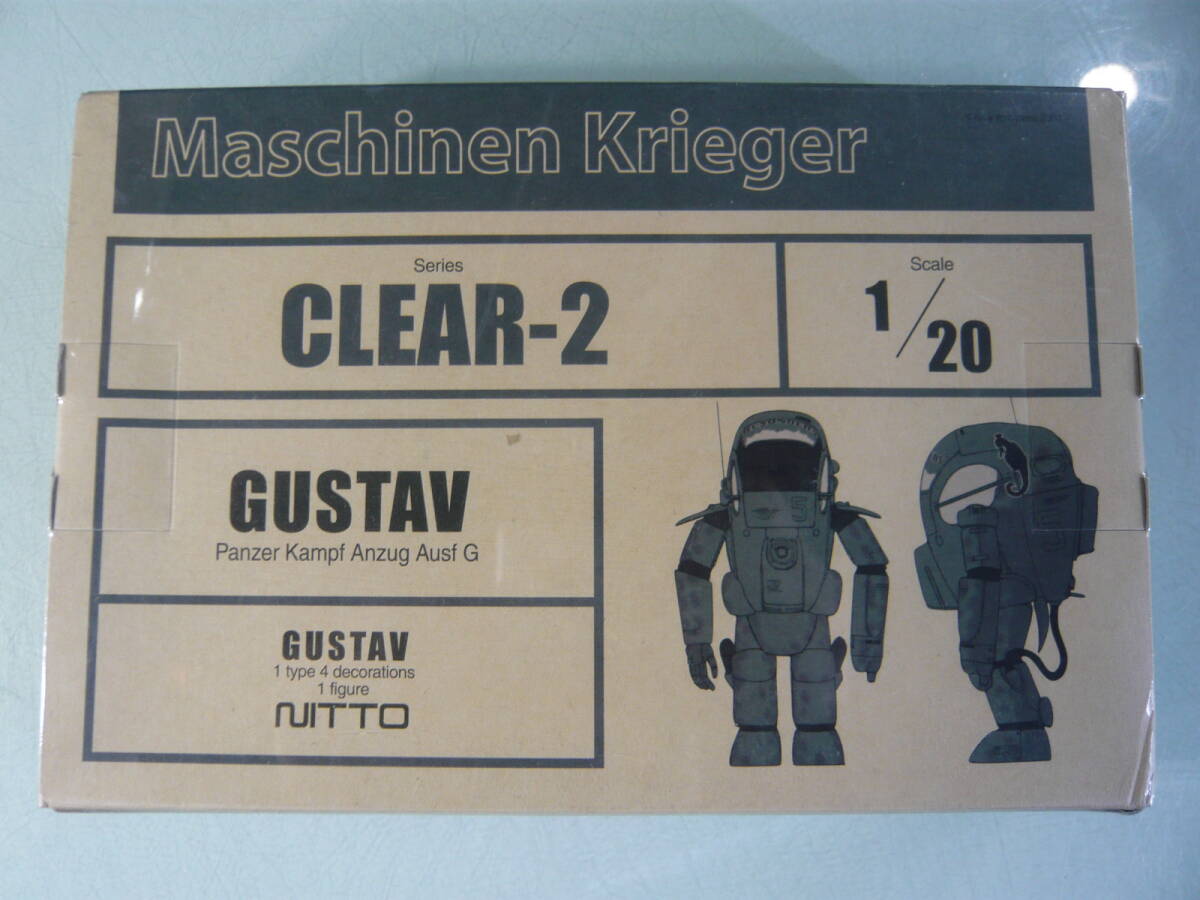 Maschinen Krieger
Series
CLEAR-2
Scale
1/20
GUSTAV
Panzer Kampf Anzug Ausf G
GUSTAV
1 type 4 decorations
1 figure
NITTO
5